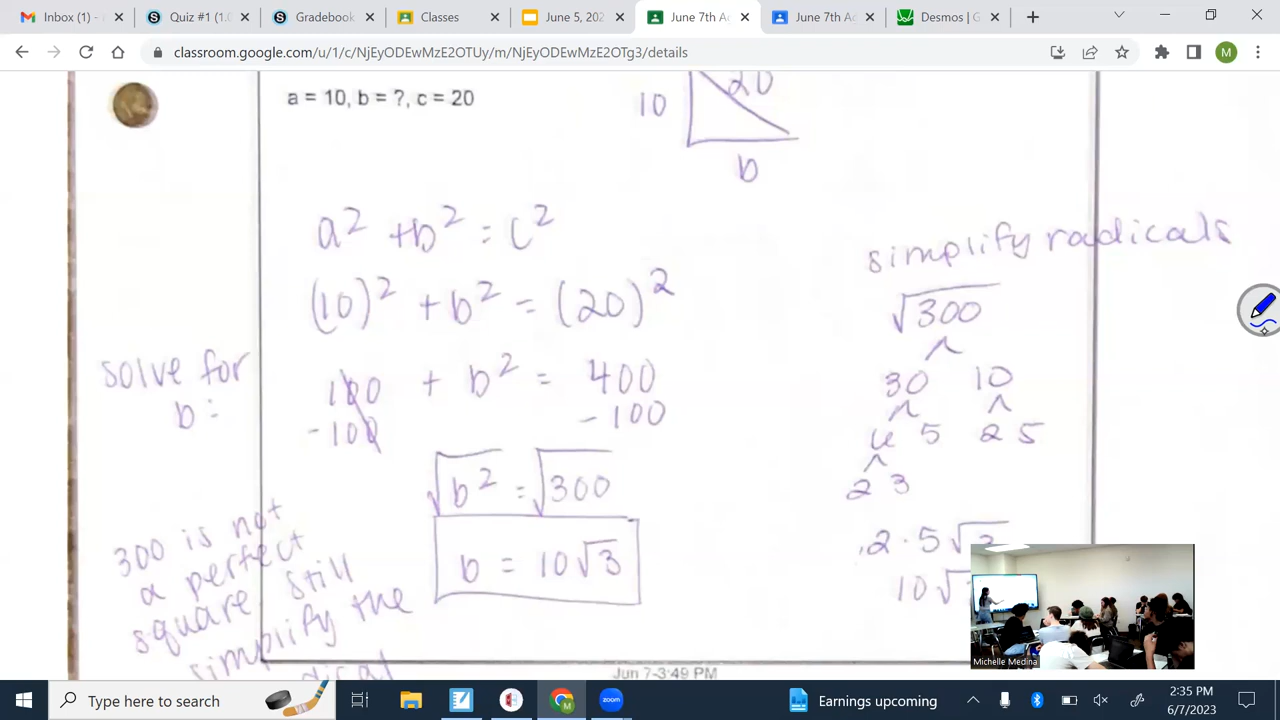 Inbox (1) -
Quiz II (1.0
Gradebook
Classes
June 5, 202
June 7th A
June 7th A
Desmos | G
classroom.google.com/u/1/c/NjEyODEwMzE2OTUy/m/NjEyODEwMzE2OTg3/details
M
a = 10, b = ?, c = 20
20
10
b
a² + b² = c²
(10)² + b² = (20)²
solve for
b:
100 + b² = 400
-100 -100
√b² = √300
b = 10√3
300 is not
a perfect
square still
simplify the
simplify radicals
√300
30 10
6 5 2 5
2 3
2 · 5√3
10√
Michelle Medina
Jun 7-3:49 PM
Type here to search
zoom
Earnings upcoming
2:35 PM
6/7/2023